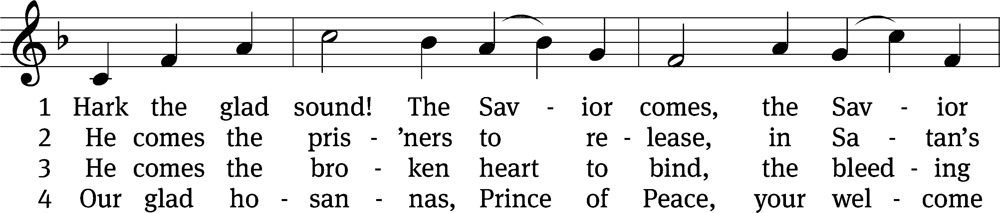 1 Hark the glad sound! The Sav - ior comes, the Sav - ior
2 He comes the pris - ’ners to re - lease, in Sa - tan’s
3 He comes the bro - ken heart to bind, the bleed - ing
4 Our glad ho - san - nas, Prince of Peace, your wel - come